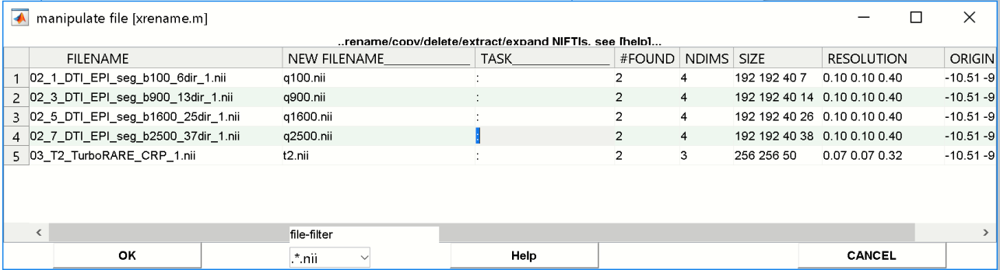 manipulate file [xrename.m]
..rename/copy/delete/extract/expand NIFTIs. see [help]...
FILENAME NEW FILENAME____________ TASK____________ #FOUND NDIMS SIZE RESOLUTION ORIGIN
1 02_1_DTI_EPI_seg_b100_6dir_1.nii q100.nii : 2 4 192 192 40 7 0.10 0.10 0.40 -10.51 -9
2 02_3_DTI_EPI_seg_b900_13dir_1.nii q900.nii : 2 4 192 192 40 14 0.10 0.10 0.40 -10.51 -9
3 02_5_DTI_EPI_seg_b1600_25dir_1.nii q1600.nii : 2 4 192 192 40 26 0.10 0.10 0.40 -10.51 -9
4 02_7_DTI_EPI_seg_b2500_37dir_1.nii q2500.nii : 2 4 192 192 40 38 0.10 0.10 0.40 -10.51 -9
5 03_T2_TurboRARE_CRP_1.nii t2.nii : 2 3 256 256 50 0.07 0.07 0.32 -10.51 -9
file-filter
OK .*.nii Help CANCEL